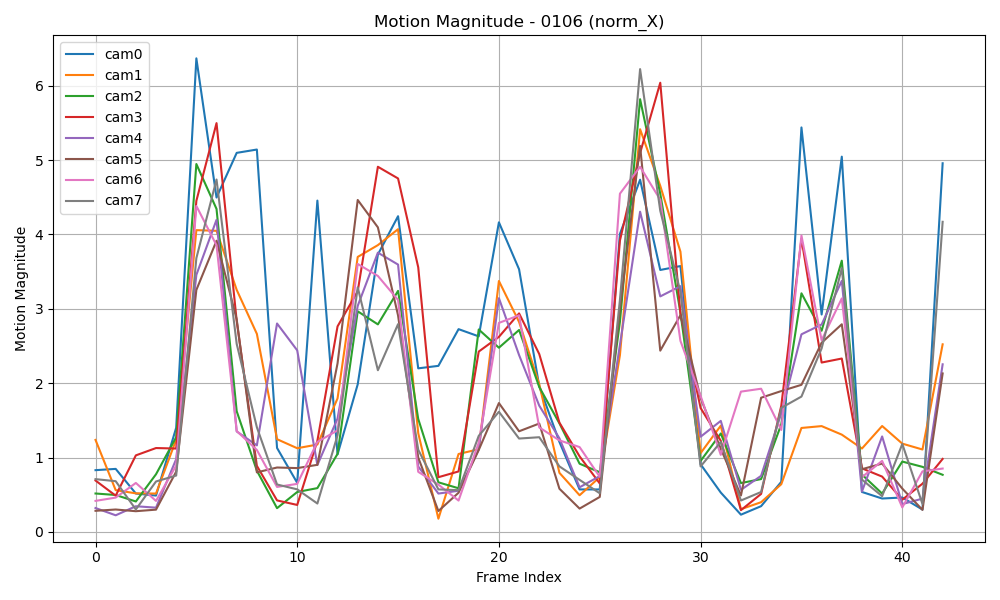 Motion Magnitude - 0106 (norm_X)
cam0
cam1
cam2
cam3
cam4
cam5
cam6
cam7
Motion Magnitude
6
5
4
3
2
1
0
0 10 20 30 40
Frame Index